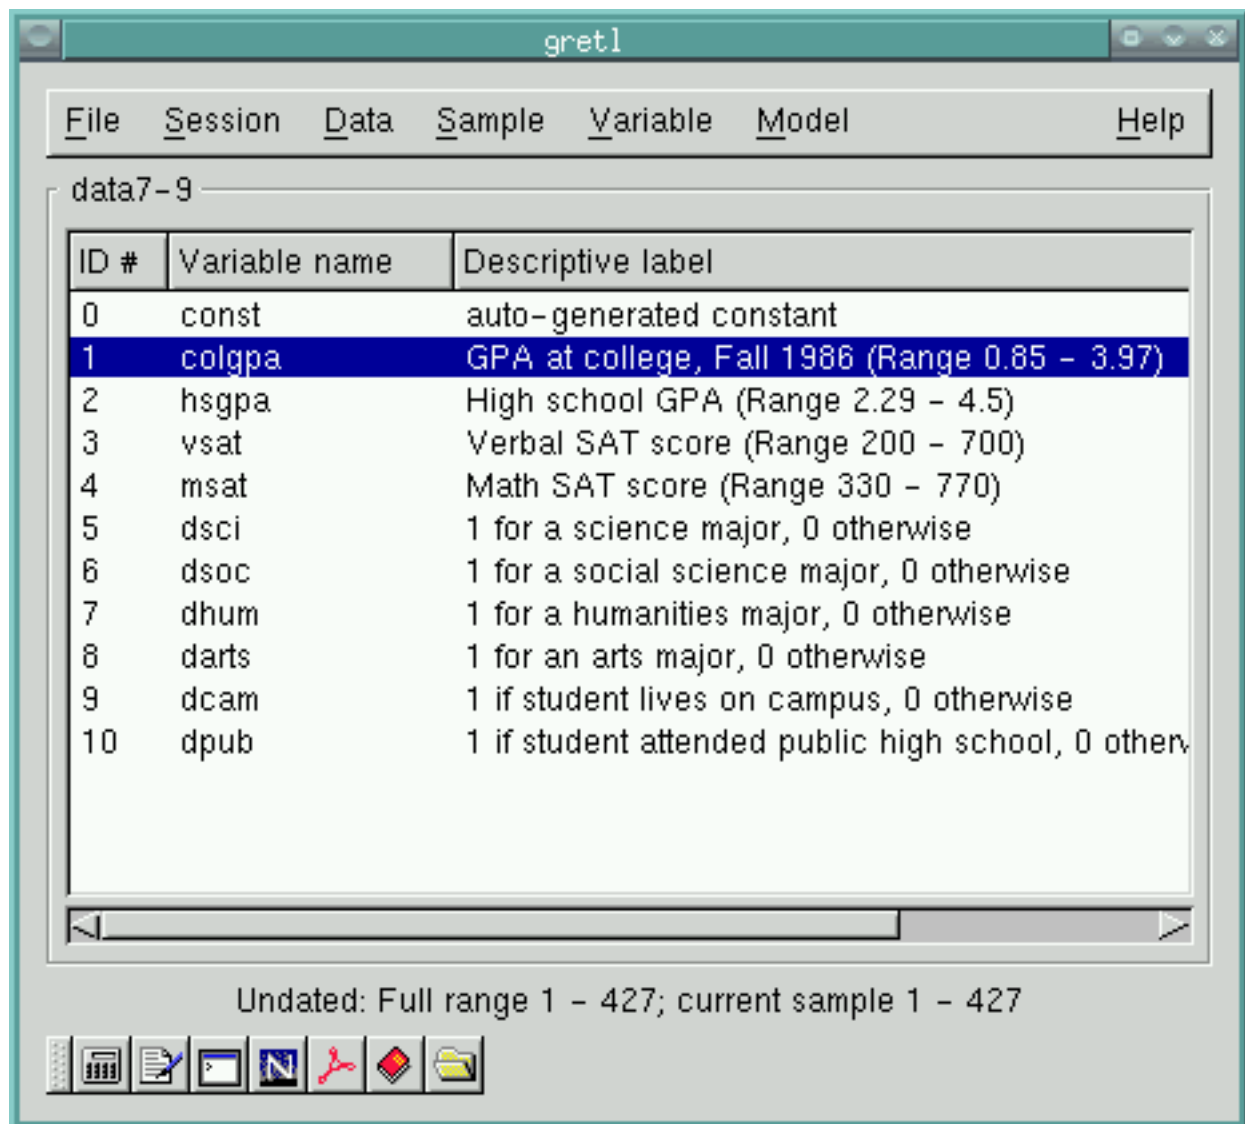 gretl
File Session Data Sample Variable Model Help
data7-9
ID # Variable name Descriptive label
0 const auto-generated constant
1 colgpa GPA at college, Fall 1986 (Range 0.85 - 3.97)
2 hsgpa High school GPA (Range 2.29 - 4.5)
3 vsat Verbal SAT score (Range 200 - 700)
4 msat Math SAT score (Range 330 - 770)
5 dsci 1 for a science major, 0 otherwise
6 dsoc 1 for a social science major, 0 otherwise
7 dhum 1 for a humanities major, 0 otherwise
8 darts 1 for an arts major, 0 otherwise
9 dcam 1 if student lives on campus, 0 otherwise
10 dpub 1 if student attended public high school, 0
Undated: Full range 1 - 427; current sample 1 - 427
N